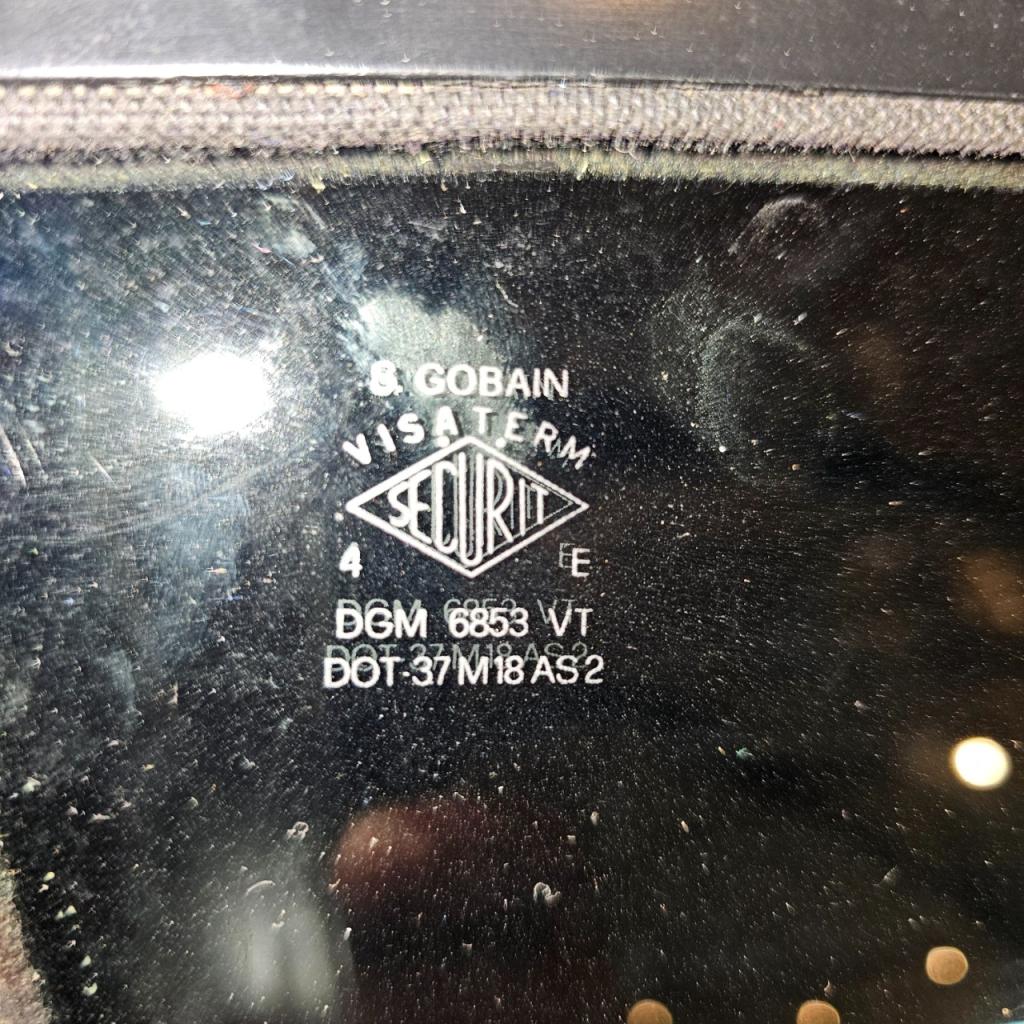 S. GOBAIN
VISATERM
SECURIT
4 E
DGM 6853 VT
DOT·37 M18 AS2